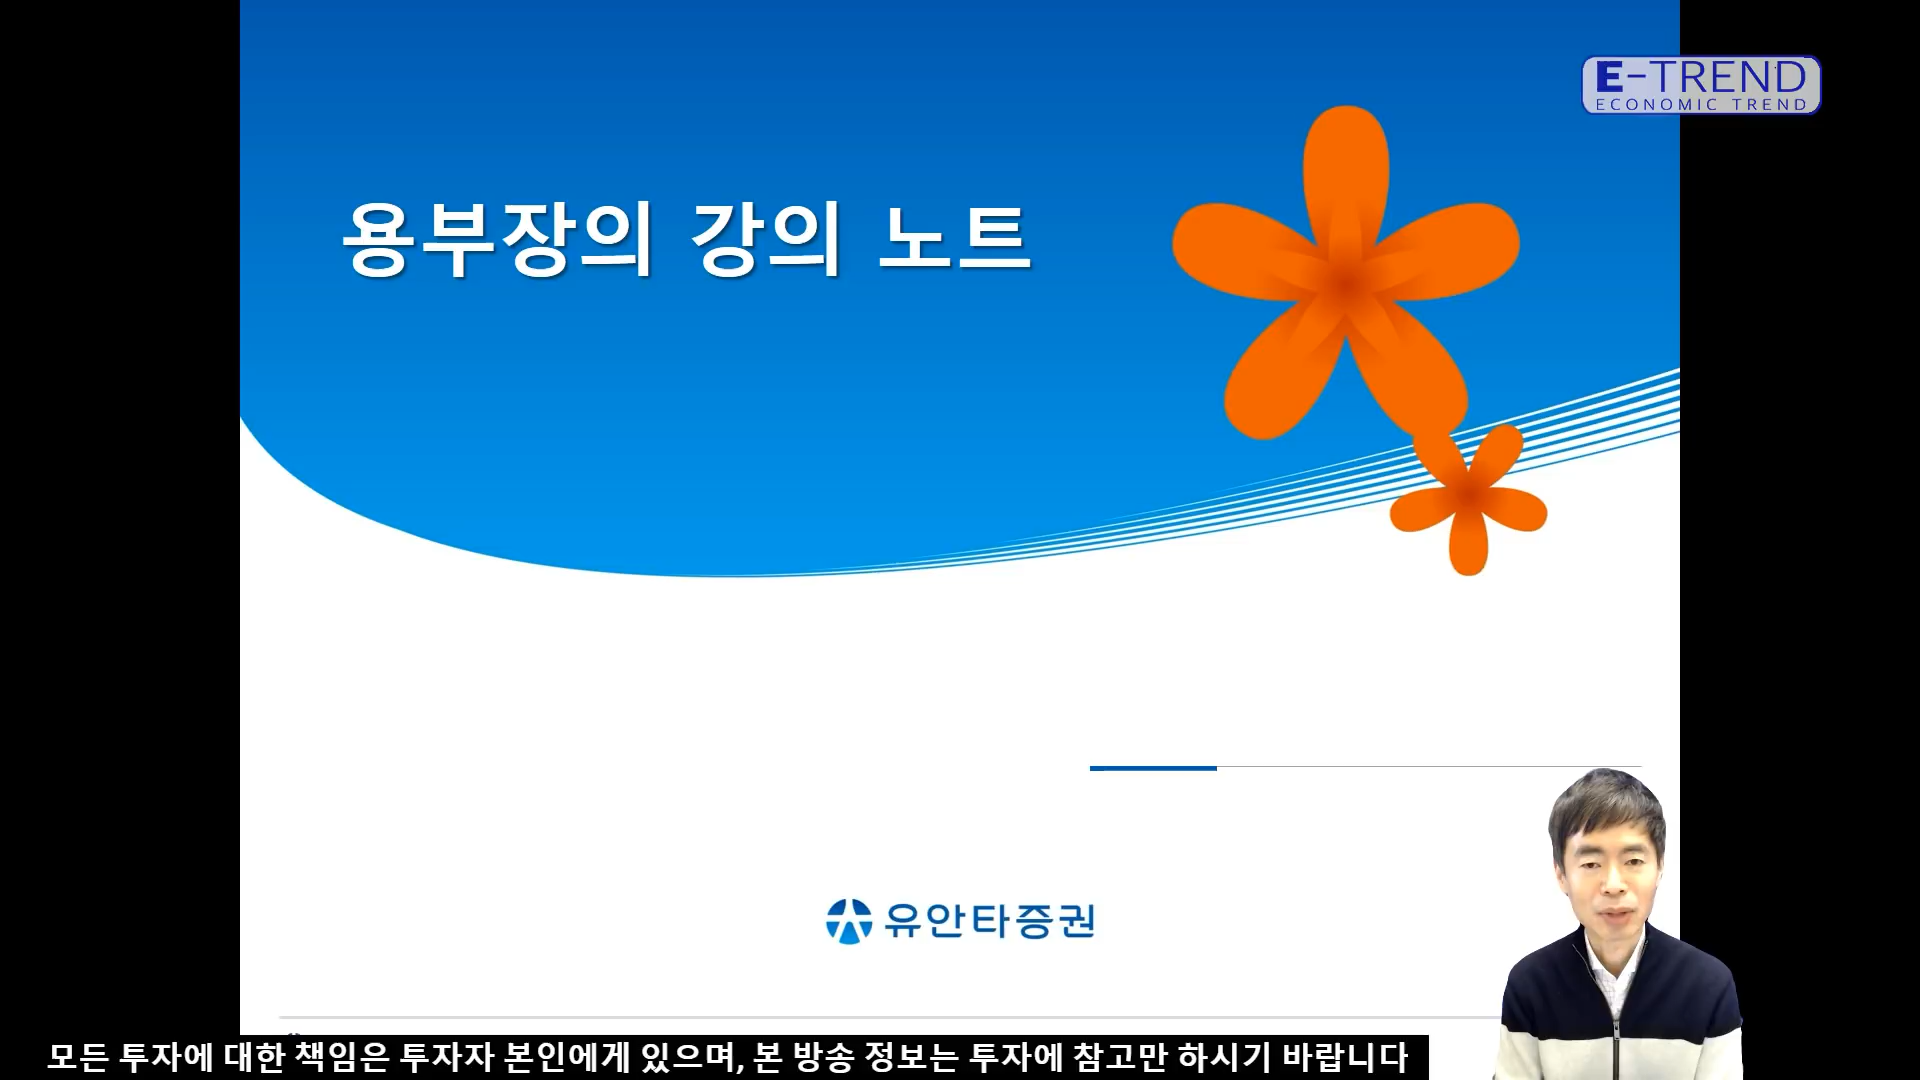 E-TREND
ECONOMIC TREND
용부장의 강의 노트
유안타증권
모든 투자에 대한 책임은 투자자 본인에게 있으며, 본 방송 정보는 투자에 참고만 하시기 바랍니다